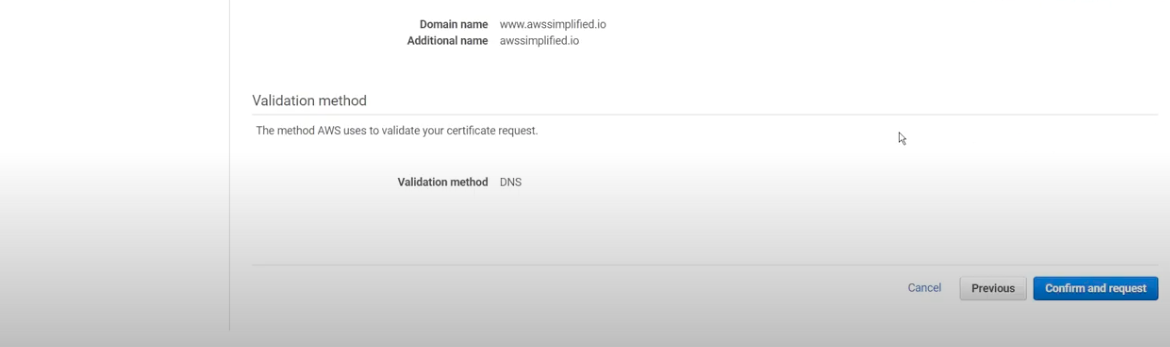 Domain name www.awssimplified.io
Additional name awssimplified.io
Validation method
The method AWS uses to validate your certificate request.
Validation method DNS
Cancel Previous Confirm and request